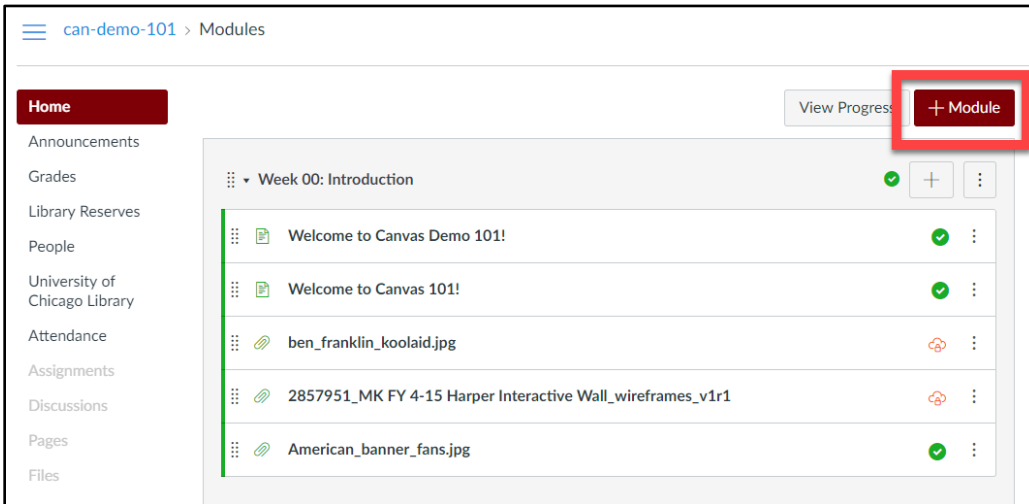 can-demo-101 > Modules
View Progress
+ Module
Home
Announcements
Grades
Library Reserves
People
University of
Chicago Library
Attendance
Assignments
Discussions
Pages
Files
Week 00: Introduction
Welcome to Canvas Demo 101!
Welcome to Canvas 101!
ben_franklin_koolaid.jpg
2857951_MK FY 4-15 Harper Interactive Wall_wireframes_v1r1
American_banner_fans.jpg